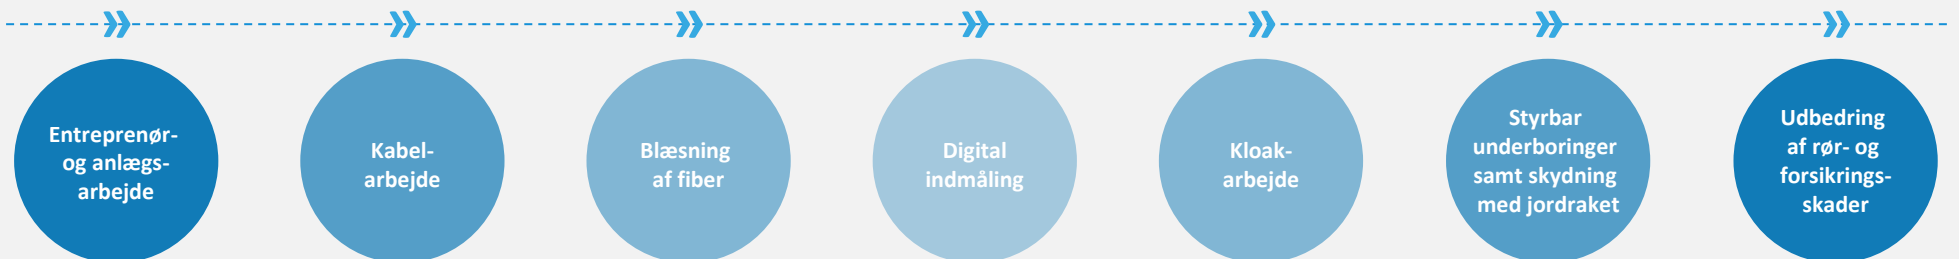 Entreprenør-
og anlægs-
arbejde
Kabel-
arbejde
Blæsning
af fiber
Digital
indmåling
Kloak-
arbejde
Styrbar
underboringer
samt skydning
med jordraket
Udbedring
af rør- og
forsikrings-
skader